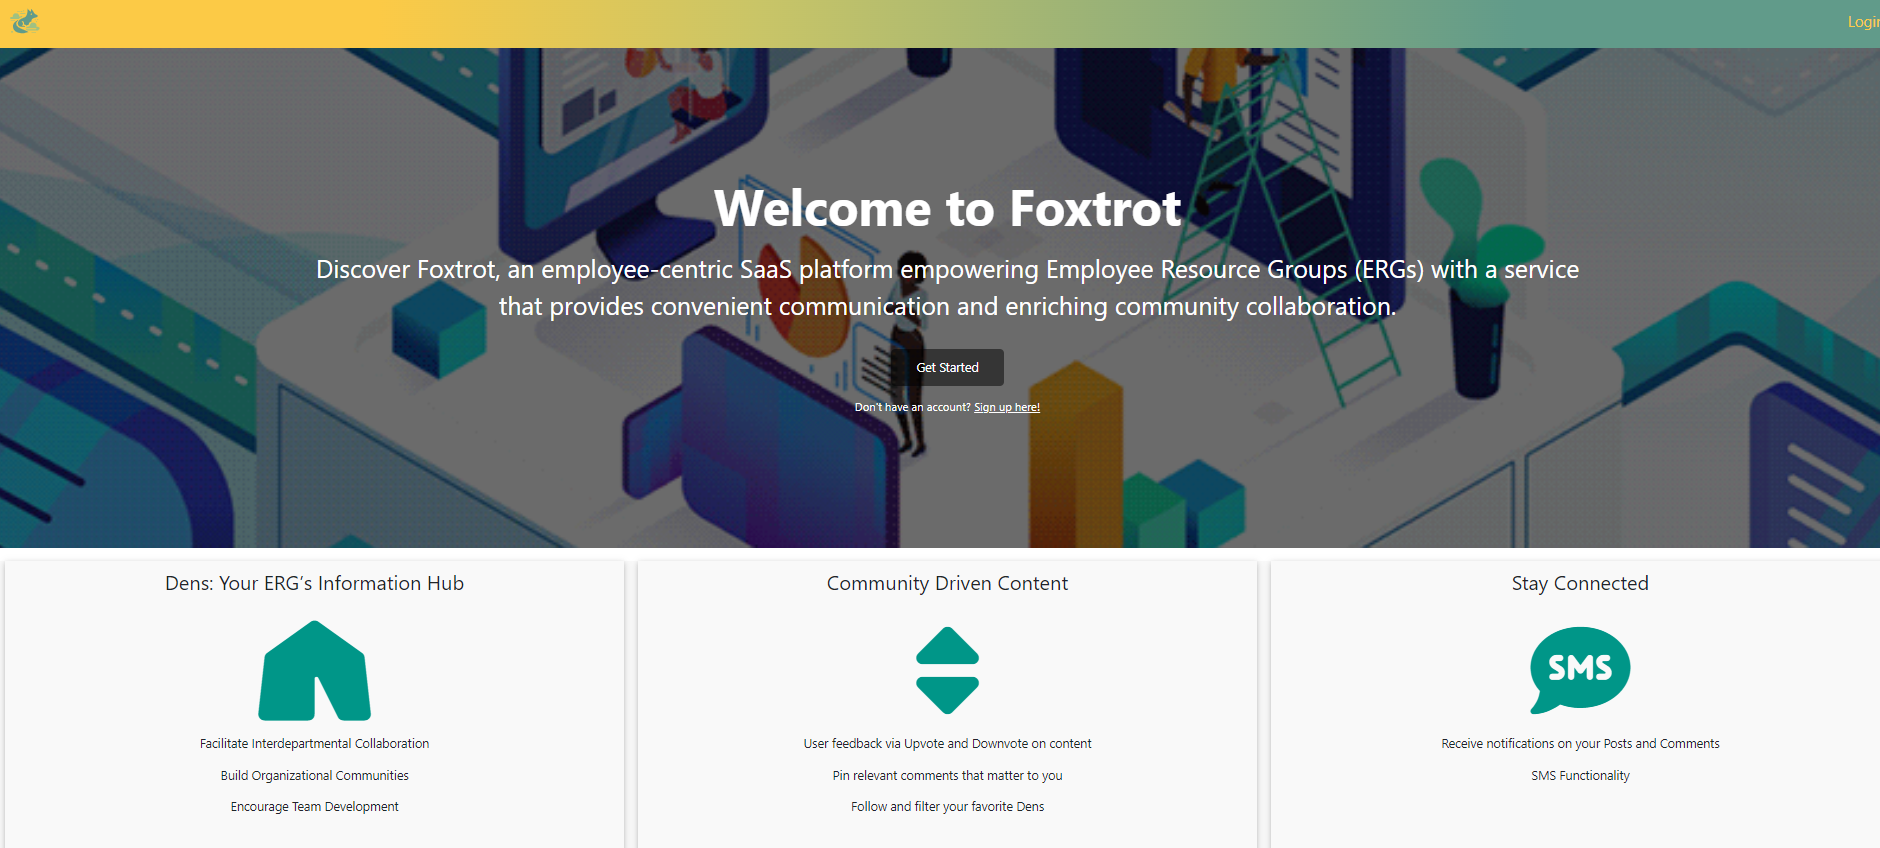 Login
Welcome to Foxtrot
Discover Foxtrot, an employee-centric SaaS platform empowering Employee Resource Groups (ERGs) with a service
that provides convenient communication and enriching community collaboration.
Get Started
Don't have an account? Sign up here!
Dens: Your ERG’s Information Hub
Community Driven Content
Stay Connected
SMS
Facilitate Interdepartmental Collaboration
Build Organizational Communities
Encourage Team Development
User feedback via Upvote and Downvote on content
Pin relevant comments that matter to you
Follow and filter your favorite Dens
Receive notifications on your Posts and Comments
SMS Functionality